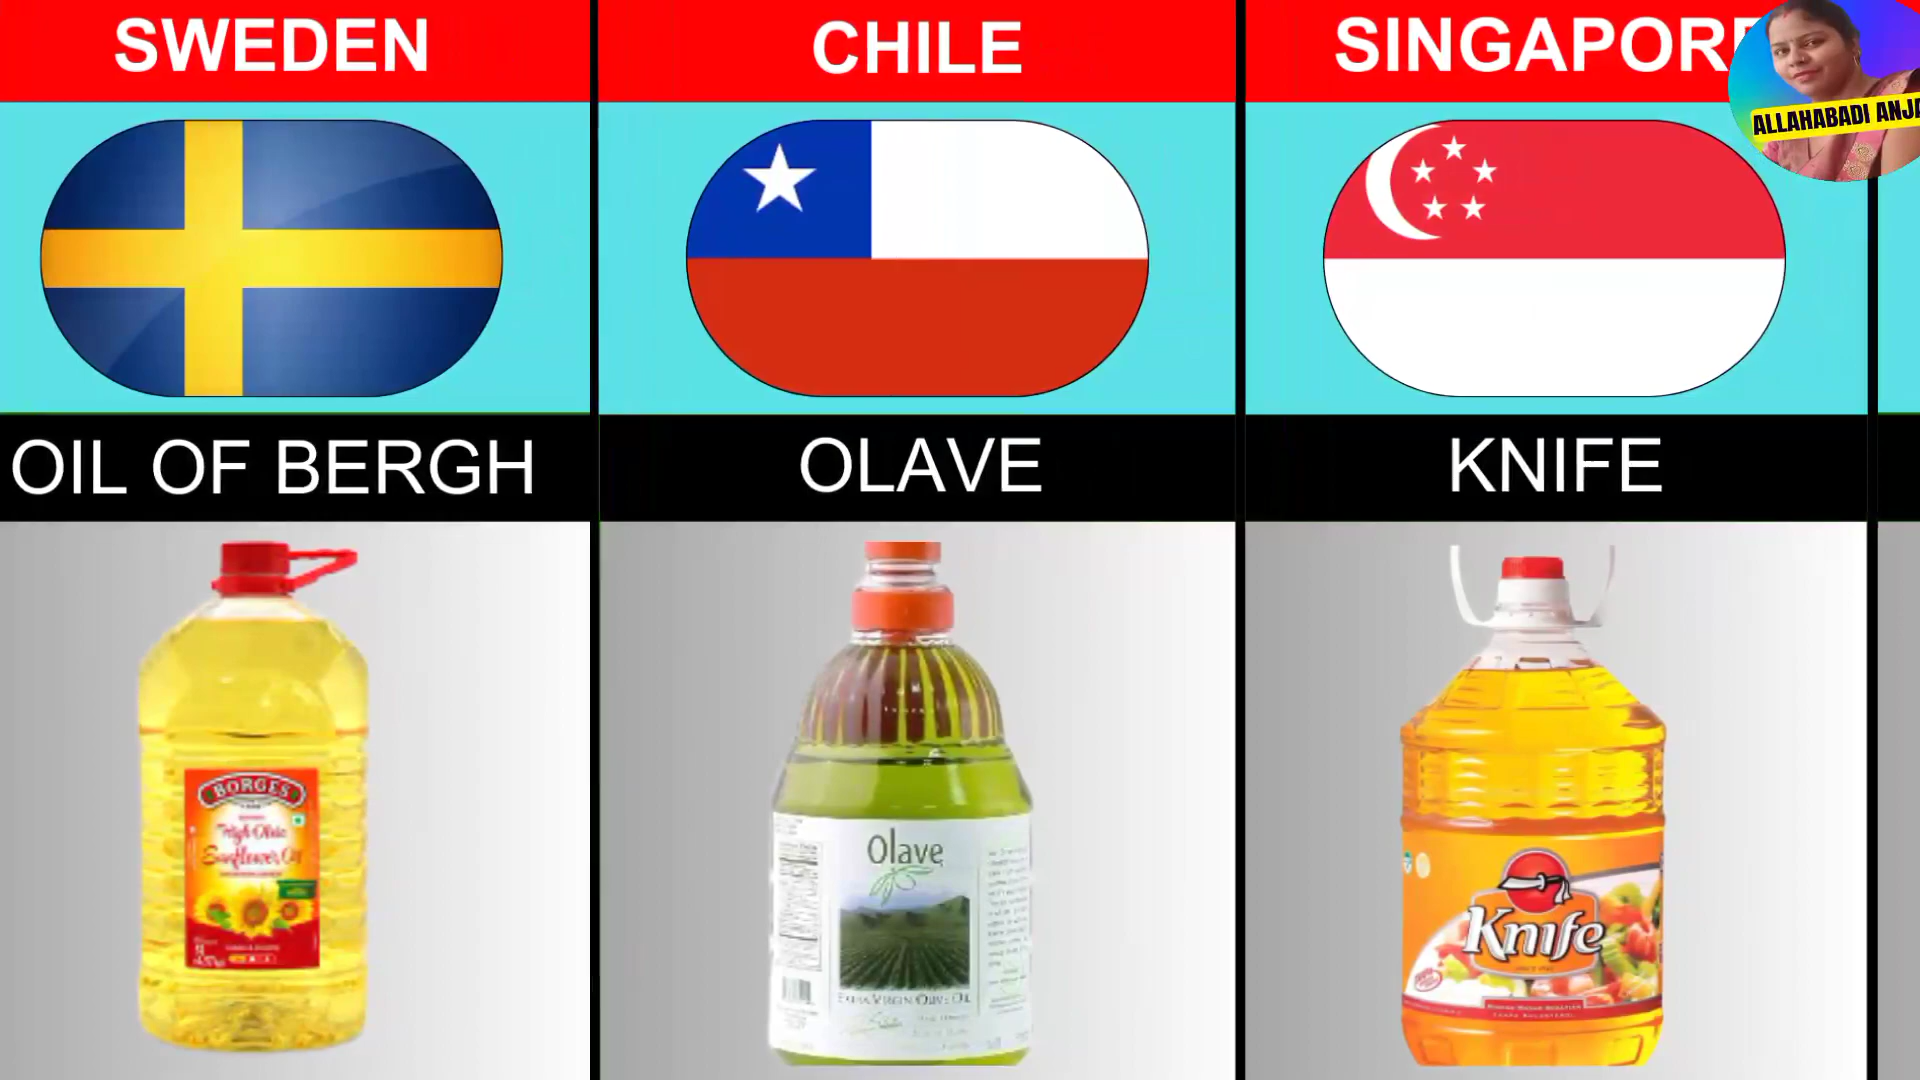 SWEDEN
CHILE
SINGAPORE
ALLAHABADI ANJA
OIL OF BERGH
OLAVE
KNIFE
BORGES
High Oleic
Sunflower Oil
Olave
EXTRA VIRGIN OLIVE OIL
Knife